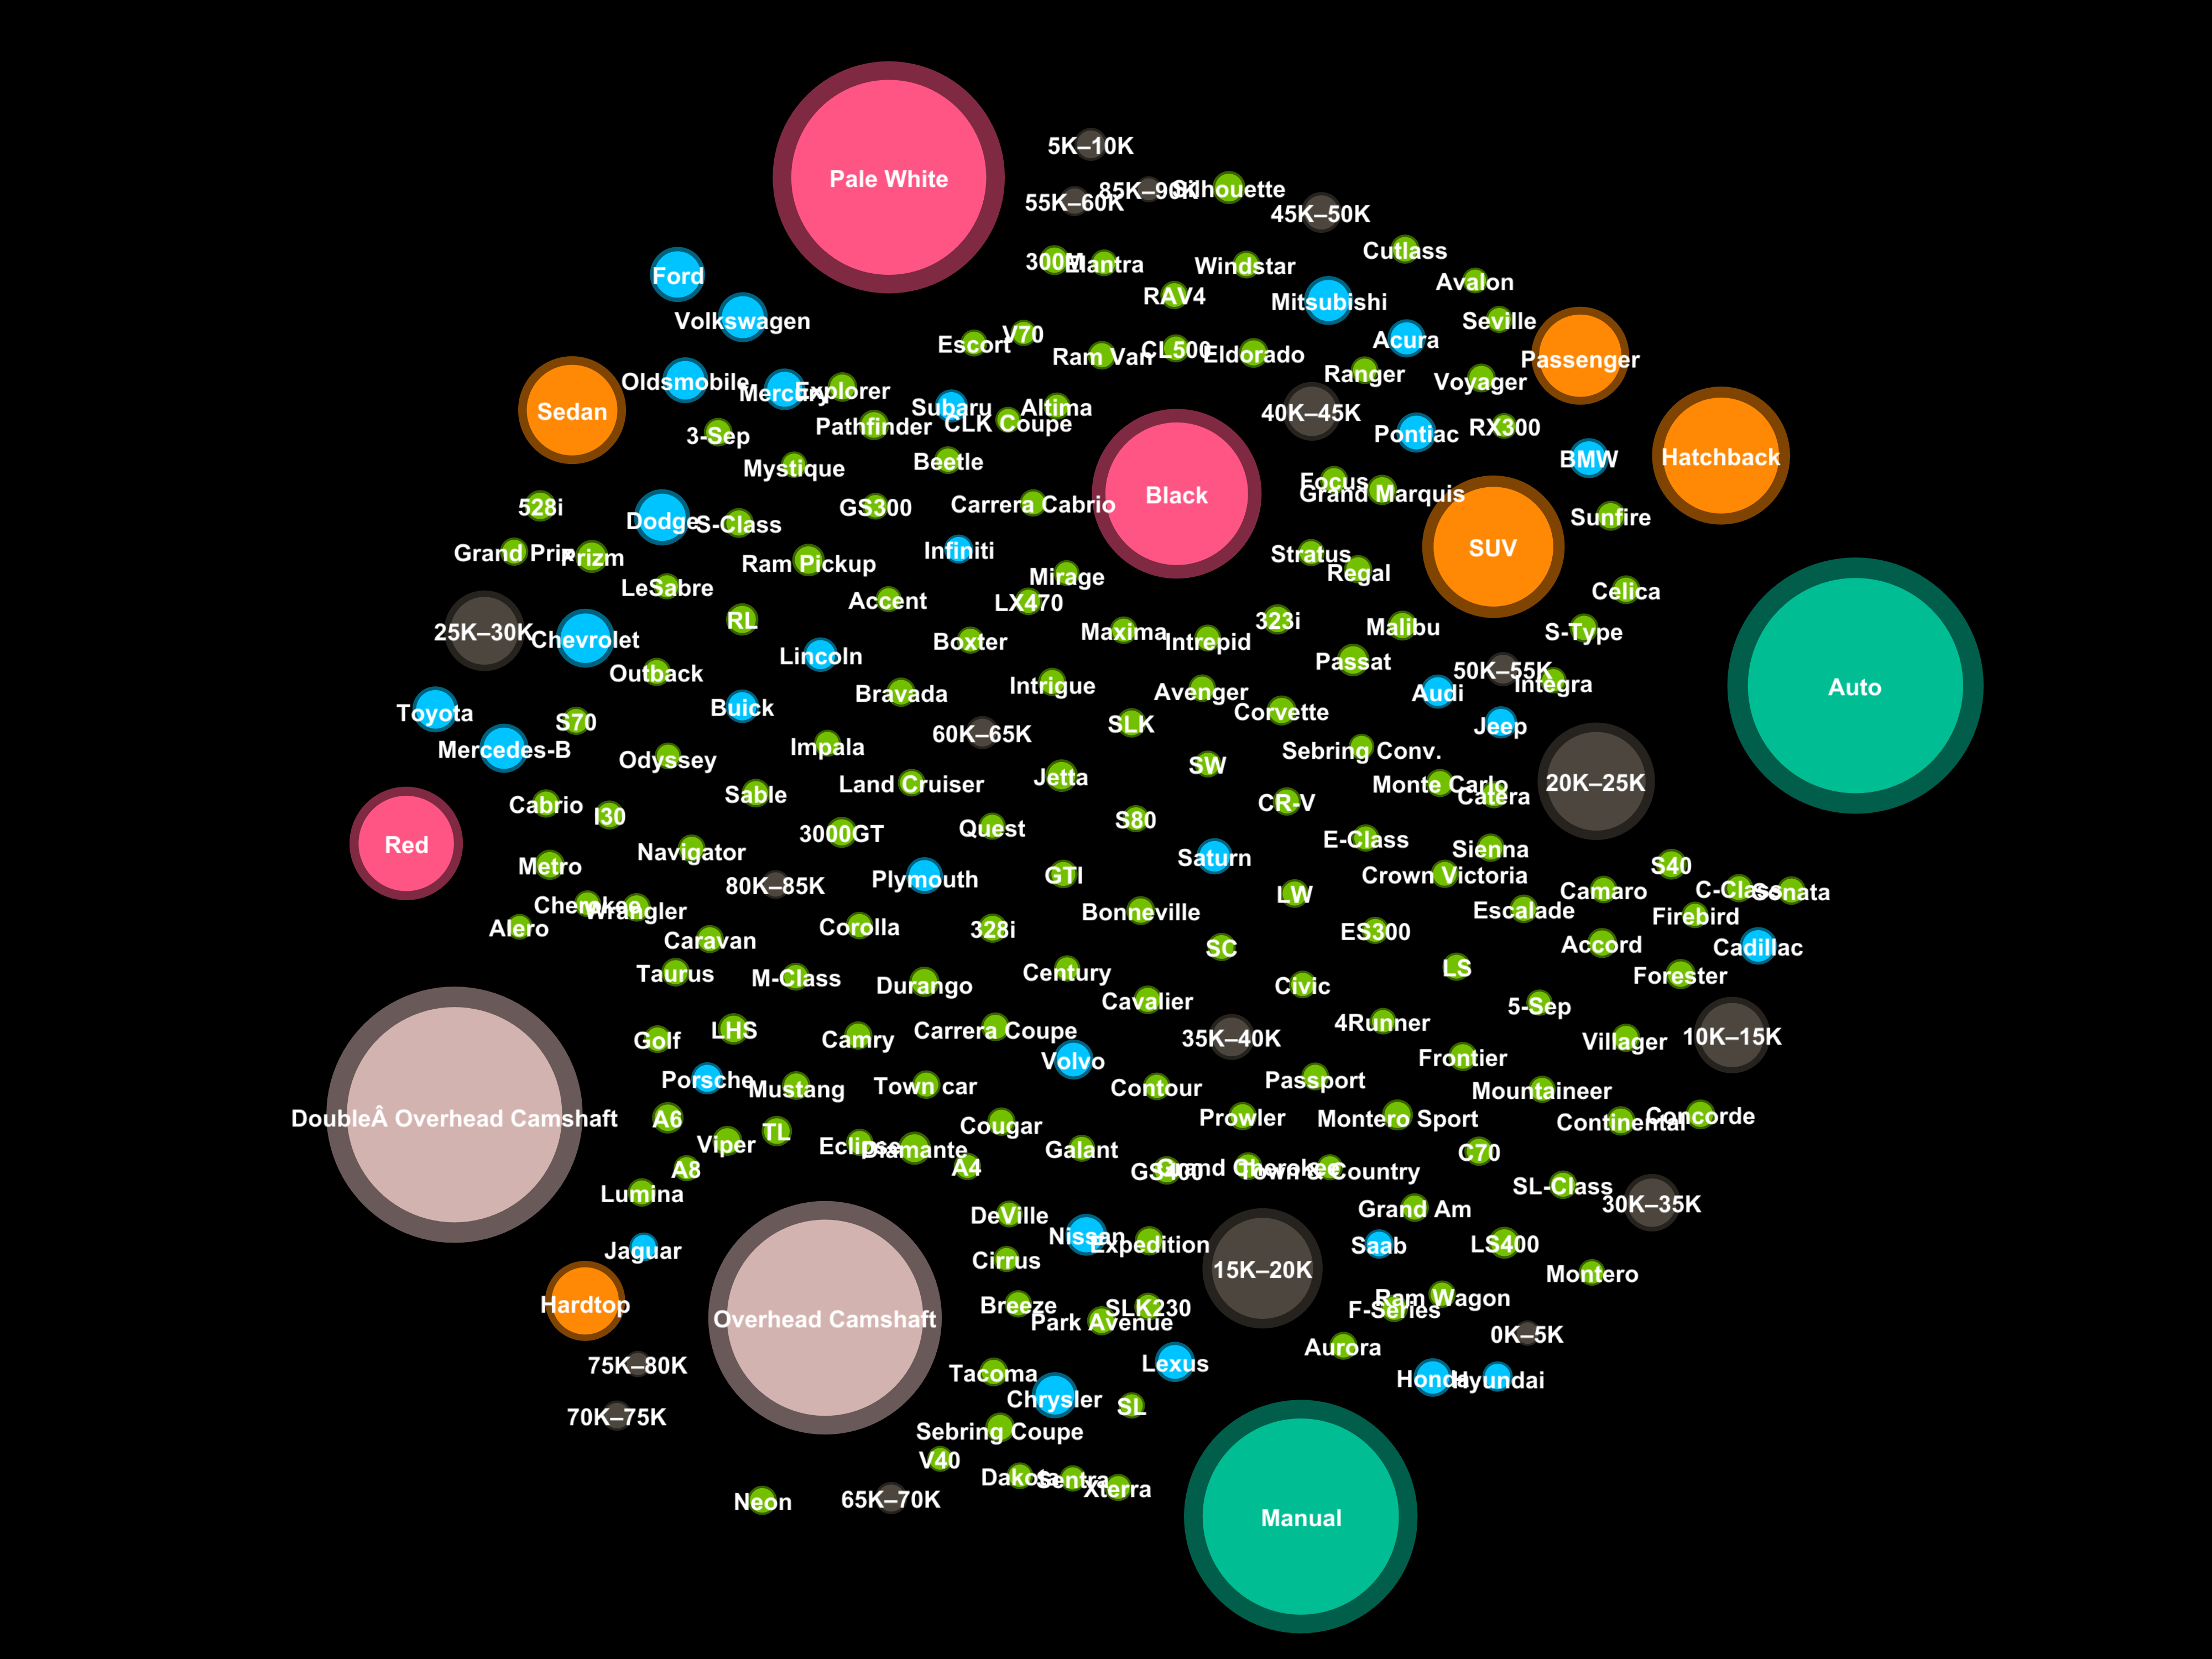 5K–10K
Pale White
85K–90K
Silhouette
55K–60K
45K–50K
Cutlass
300M
Elantra
Windstar
Ford
Avalon
RAV4
Mitsubishi
Volkswagen
Seville
V70
Escort
Acura
CL500
Eldorado
Ram Van
Passenger
Ranger
Oldsmobile
Voyager
Mercury
Explorer
Sedan
Subaru
Altima
40K–45K
CLK Coupe
Pathfinder
RX300
3-Sep
Pontiac
Hatchback
BMW
Beetle
Mystique
Focus
Grand Marquis
Black
Carrera Cabrio
528i
GS300
Sunfire
Dodge
S-Class
SUV
Infiniti
Grand Prix
Prizm
Stratus
Ram Pickup
Regal
Mirage
LeSabre
Celica
Accent
LX470
RL
323i
Malibu
25K–30K
Maxima
S-Type
Chevrolet
Boxter
Intrepid
Lincoln
Passat
50K–55K
Outback
Integra
Intrigue
Auto
Bravada
Avenger
Audi
Buick
Toyota
Corvette
S70
SLK
Jeep
60K–65K
Impala
Mercedes-B
Sebring Conv.
Odyssey
SW
Jetta
20K–25K
Land Cruiser
Monte Carlo
Sable
Catera
CR-V
Cabrio
I30
S80
Quest
3000GT
E-Class
Red
Sienna
Navigator
Saturn
Metro
S40
GTI
Crown Victoria
Plymouth
80K–85K
C-Class
Sonata
Camaro
LW
Cherokee
Wrangler
Bonneville
Escalade
Firebird
Alero
Corolla
328i
ES300
Caravan
Accord
SC
Cadillac
LS
Taurus
Century
Forester
M-Class
Durango
Civic
Cavalier
5-Sep
4Runner
LHS
Carrera Coupe
10K–15K
35K–40K
Golf
Camry
Villager
Frontier
Volvo
Porsche
Passport
Town car
Contour
Mustang
Mountaineer
Concorde
Prowler
DoubleÂ Overhead Camshaft
A6
Montero Sport
Continental
Cougar
TL
Viper
Eclipse
Diamante
Galant
C70
A4
A8
GS400
Grand Cherokee
Town & Country
SL-Class
Lumina
30K–35K
Grand Am
DeVille
Nissan
Expedition
LS400
Saab
Jaguar
Cirrus
15K–20K
Montero
Ram Wagon
Hardtop
Breeze
SLK230
F-Series
Overhead Camshaft
Park Avenue
0K–5K
Aurora
Lexus
75K–80K
Tacoma
Honda
Hyundai
Chrysler
SL
70K–75K
Sebring Coupe
V40
Dakota
Sentra
Xterra
65K–70K
Neon
Manual